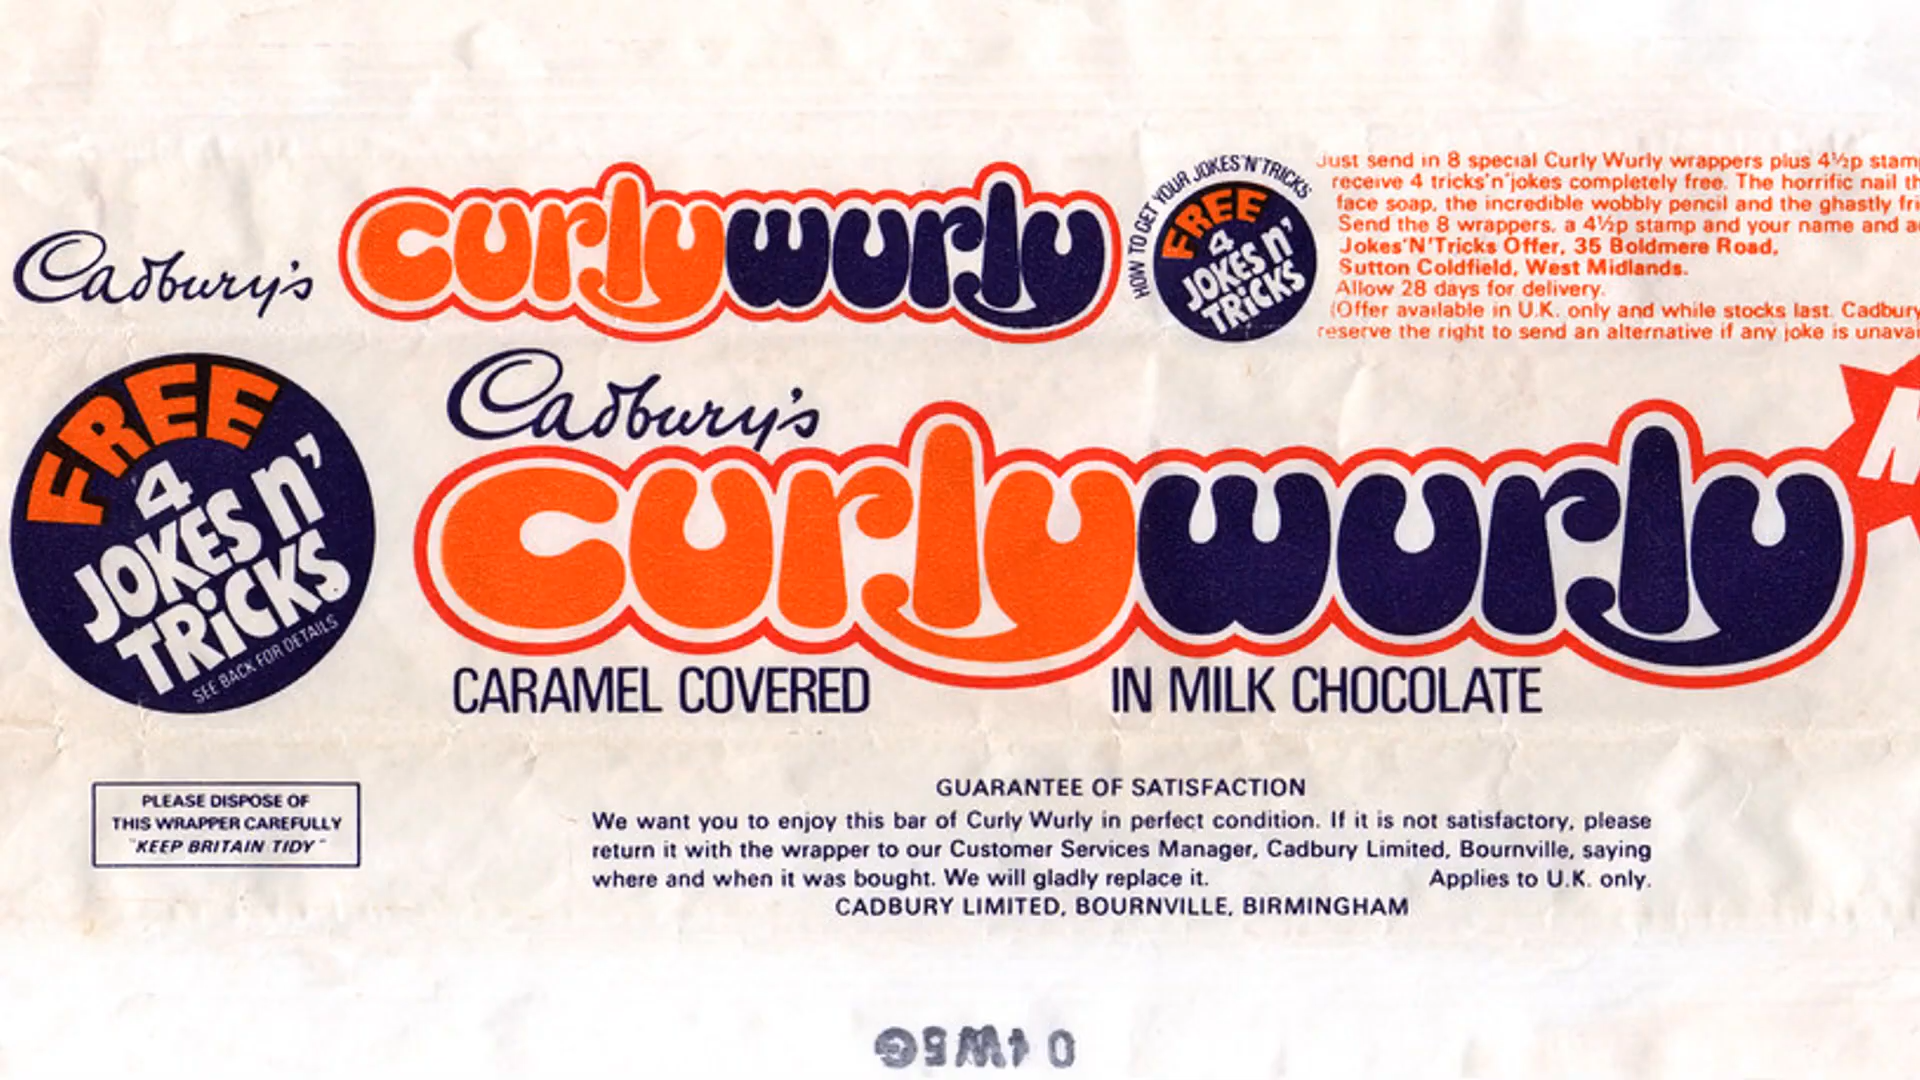 Cadbury's
curlywurly
HOW TO GET YOUR JOKES'N'TRICKS
FREE
4
JOKES n'
TRiCKS
Just send in 8 special Curly Wurly wrappers plus 4½p
receive 4 tricks'n'jokes completely free. The horrific nail
face soap, the incredible wobbly pencil and the ghastly
Send the 8 wrappers, a 4½p stamp and your name and
Jokes'N'Tricks Offer, 35 Boldmere Road,
Sutton Coldfield, West Midlands.
Allow 28 days for delivery.
(Offer available in U.K. only and while stocks last. Cadbury
reserve the right to send an alternative if any joke is
FREE
4
JOKES n'
TRiCKS
SEE BACK FOR DETAILS
Cadbury's
curlywurly
CARAMEL COVERED IN MILK CHOCOLATE
PLEASE DISPOSE OF
THIS WRAPPER CAREFULLY
"KEEP BRITAIN TIDY"
GUARANTEE OF SATISFACTION
We want you to enjoy this bar of Curly Wurly in perfect condition. If it is not satisfactory, please
return it with the wrapper to our Customer Services Manager, Cadbury Limited, Bournville, saying
where and when it was bought. We will gladly replace it. Applies to U.K. only.
CADBURY LIMITED, BOURNVILLE, BIRMINGHAM